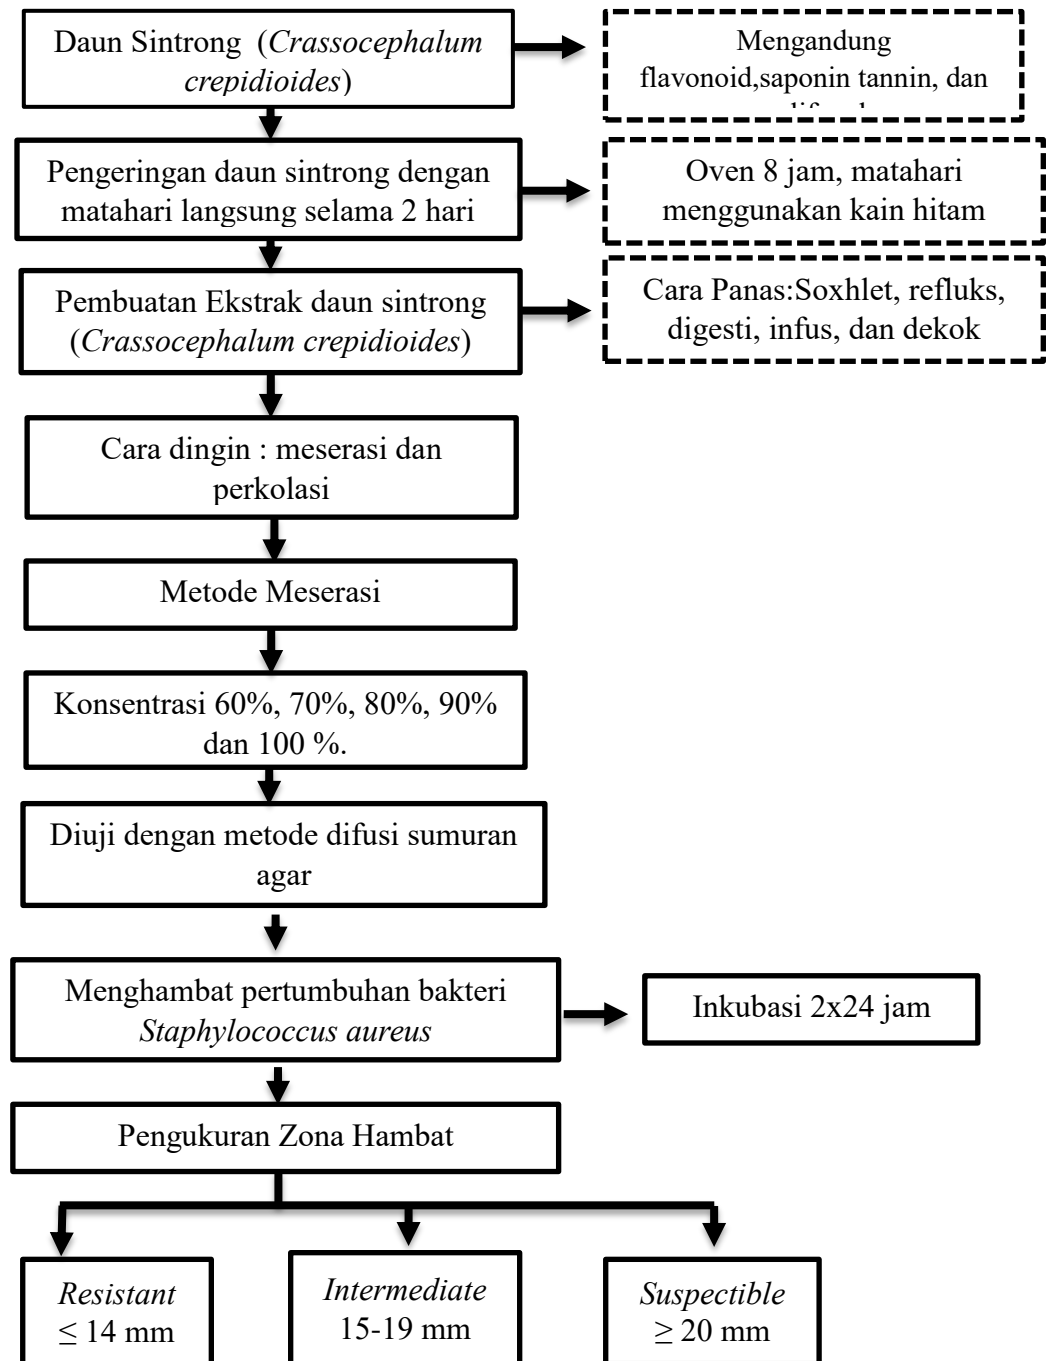 Daun Sintrong (Crassocephalum
crepidioides)
Mengandung
flavonoid,saponin tannin, dan
Pengeringan daun sintrong dengan
matahari langsung selama 2 hari
Oven 8 jam, matahari
menggunakan kain hitam
Pembuatan Ekstrak daun sintrong
(Crassocephalum crepidioides)
Cara Panas:Soxhlet, refluks,
digesti, infus, dan dekok
Cara dingin : meserasi dan
perkolasi
Metode Meserasi
Konsentrasi 60%, 70%, 80%, 90%
dan 100 %.
Diuji dengan metode difusi sumuran
agar
Menghambat pertumbuhan bakteri
Staphylococcus aureus
Inkubasi 2x24 jam
Pengukuran Zona Hambat
Resistant
≤ 14 mm
Intermediate
15-19 mm
Suspectible
≥ 20 mm